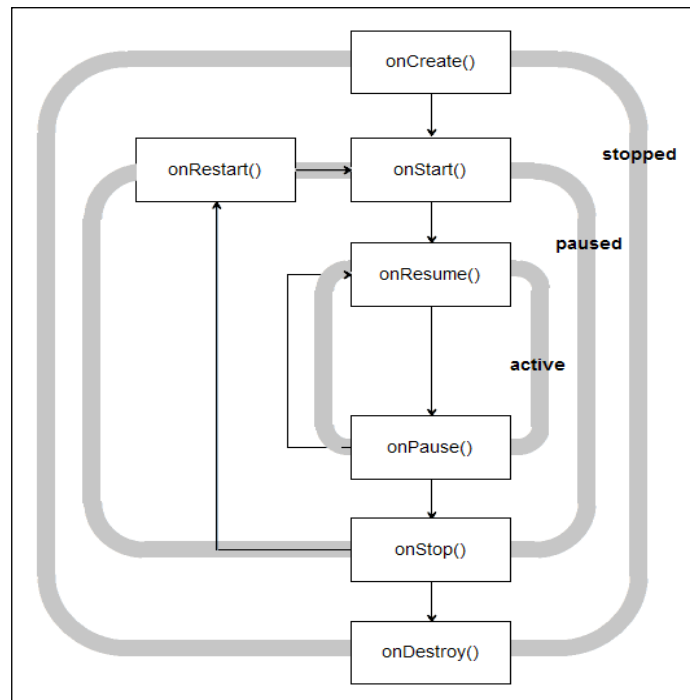 onCreate()
stopped
onRestart()
onStart()
paused
onResume()
active
onPause()
onStop()
onDestroy()